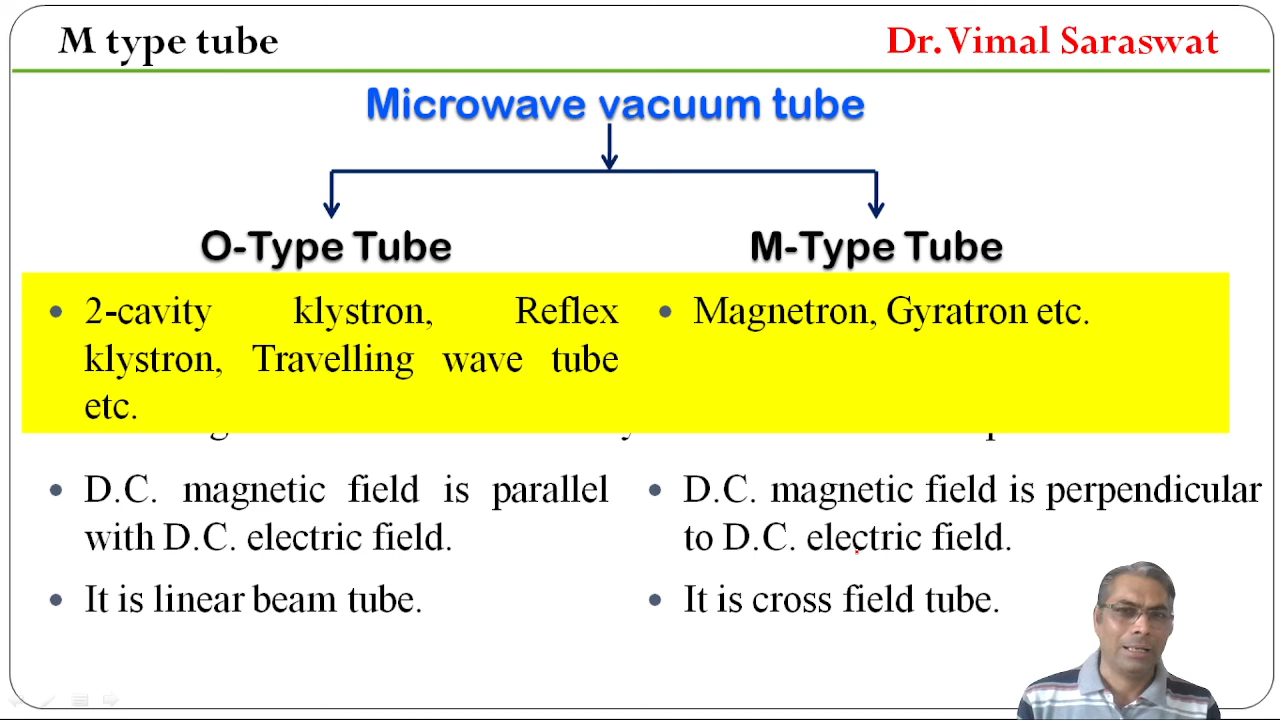 M type tube
Dr. Vimal Saraswat
Microwave vacuum tube
O-Type Tube
M-Type Tube
• 2-cavity klystron, Reflex
klystron, Travelling wave tube
etc.
• Magnetron, Gyratron etc.
• D.C. magnetic field is parallel
with D.C. electric field.
• It is linear beam tube.
• D.C. magnetic field is perpendicular
to D.C. electric field.
• It is cross field tube.